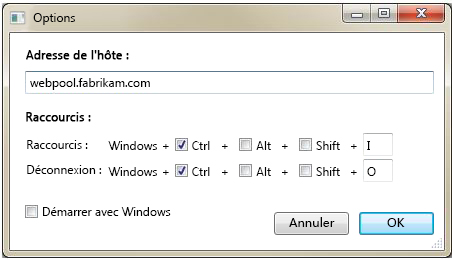 Options
Adresse de l'hôte :
webpool.fabrikam.com
Raccourcis :
Raccourcis : Windows + Ctrl + Alt + Shift + I
Déconnexion : Windows + Ctrl + Alt + Shift + O
Démarrer avec Windows
Annuler OK